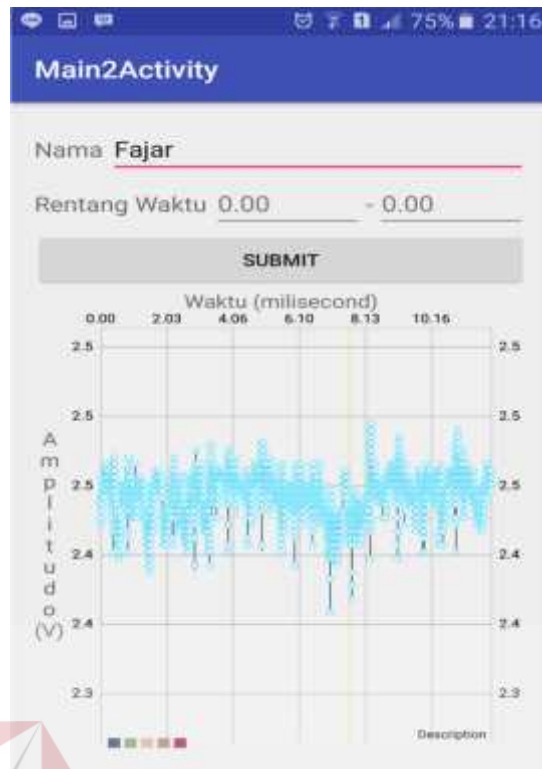 1 75% 21:16
Main2Activity
Nama Fajar
Rentang Waktu 0.00 - 0.00
SUBMIT
Waktu (milisecond)
0.00 2.03 4.06 6.10 8.13 10.16
2.5 2.5
2.5 2.5
2.5 2.5
2.4 2.4
2.4 2.4
2.3 2.3
Amplitudo
(V)
Description